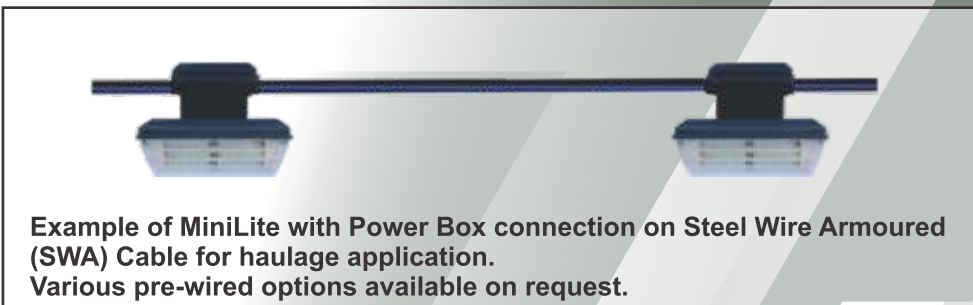 Example of MiniLite with Power Box connection on Steel Wire Armoured
(SWA) Cable for haulage application.
Various pre-wired options available on request.